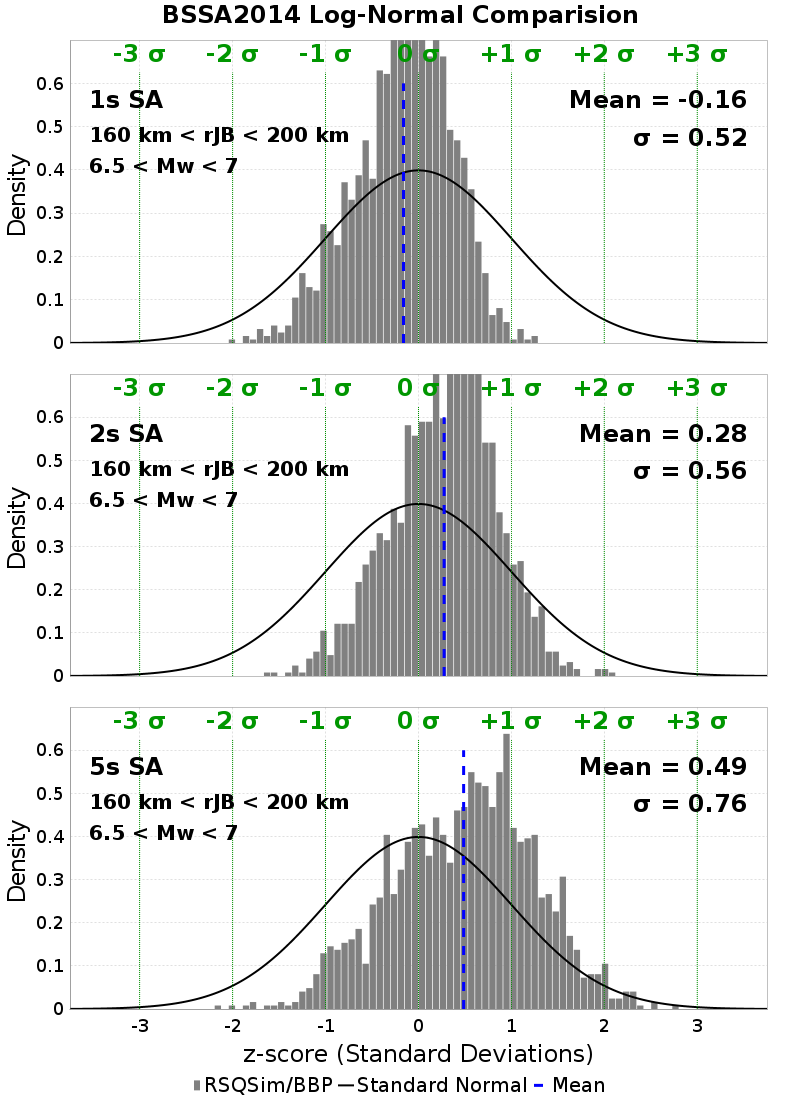 BSSA2014 Log-Normal Comparision
-3 σ -2 σ -1 σ 0 σ +1 σ +2 σ +3 σ
1s SA
Mean = -0.16
160 km < rJB < 200 km
σ = 0.52
6.5 < Mw < 7
Density
0.6
0.5
0.4
0.3
0.2
0.1
0
-3 σ -2 σ -1 σ 0 σ +1 σ +2 σ +3 σ
2s SA
Mean = 0.28
160 km < rJB < 200 km
σ = 0.56
6.5 < Mw < 7
Density
0.6
0.5
0.4
0.3
0.2
0.1
0
-3 σ -2 σ -1 σ 0 σ +1 σ +2 σ +3 σ
5s SA
Mean = 0.49
160 km < rJB < 200 km
σ = 0.76
6.5 < Mw < 7
Density
0.6
0.5
0.4
0.3
0.2
0.1
0
-3 -2 -1 0 1 2 3
z-score (Standard Deviations)
RSQSim/BBP Standard Normal Mean